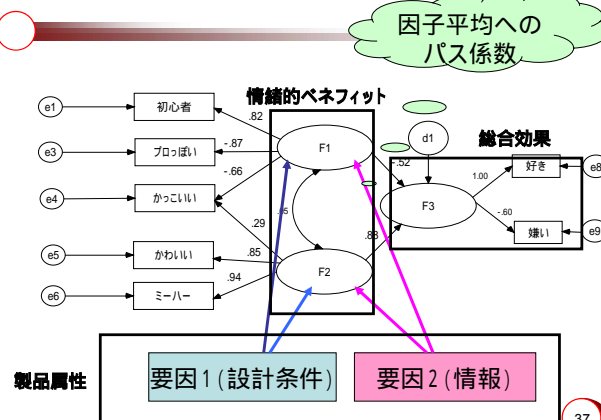 因子平均への
パス係数
情緒的ベネフィット
総合効果
e1
初心者
.82
e3
プロっぽい
-.87
F1
d1
-.66
-.52
好き
e8
1.00
e4
かっこいい
F3
-.60
嫌い
e9
.29
e5
かわいい
.85
F2
e6
ミーハー
.94
製品属性
要因1(設計条件)
要因2(情報)
37